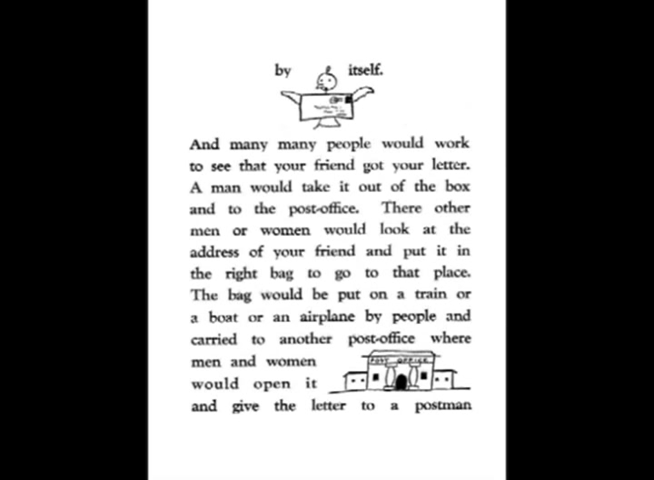 by itself.
And many many people would work
to see that your friend got your letter.
A man would take it out of the box
and to the post-office. There other
men or women would look at the
address of your friend and put it in
the right bag to go to that place.
The bag would be put on a train or
a boat or an airplane by people and
carried to another post-office where
men and women
would open it
POST OFFICE
and give the letter to a postman